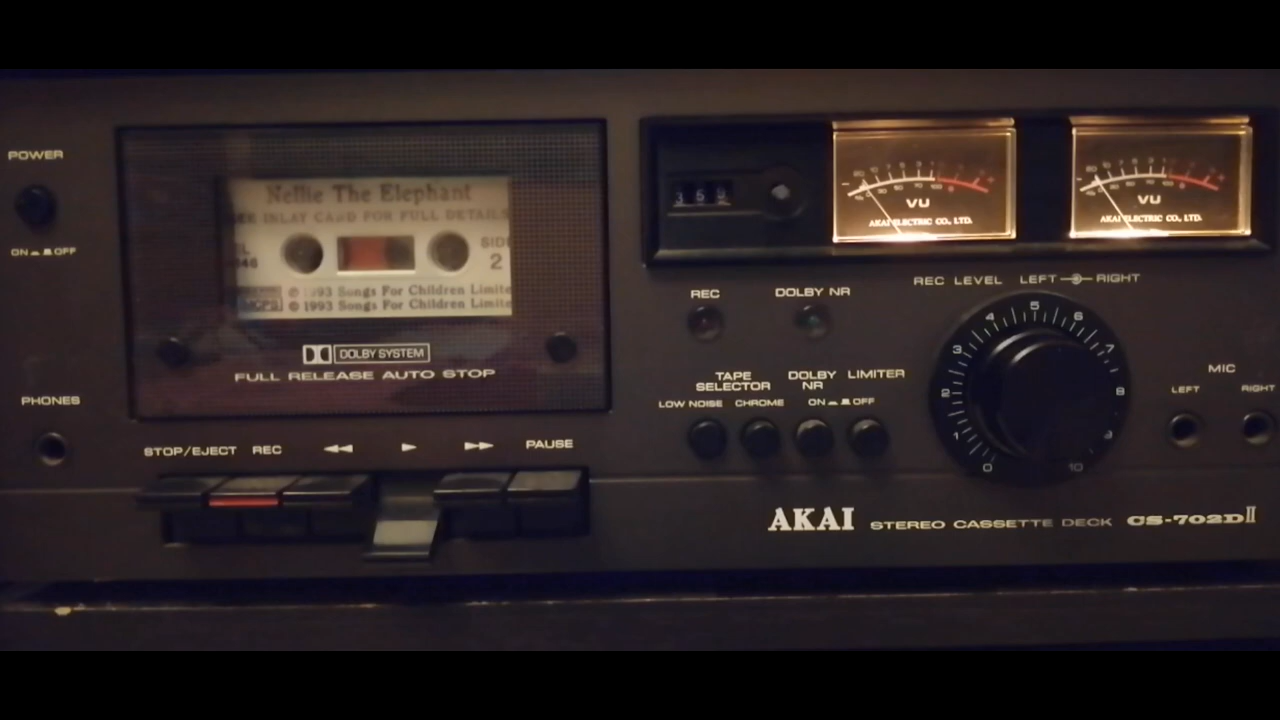 POWER
ON OFF
PHONES
Nellie The Elephant
INLAY CARD FOR FULL DETAILS
SIDE
2
1993 Songs For Children Limite
© 1993 Songs For Children Limite
DOLBY SYSTEM
FULL RELEASE AUTO STOP
STOP/EJECT REC ◀◀ ▶ ▶▶ PAUSE
VU
AKAI ELECTRIC CO., LTD.
VU
AKAI ELECTRIC CO., LTD.
REC DOLBY NR
REC LEVEL LEFT RIGHT
TAPE SELECTOR
DOLBY NR
LIMITER
LOW NOISE CHROME ON OFF
0 1 2 3 4 5 6 7 8 9 10
MIC
LEFT RIGHT
AKAI STEREO CASSETTE DECK CS-702DII